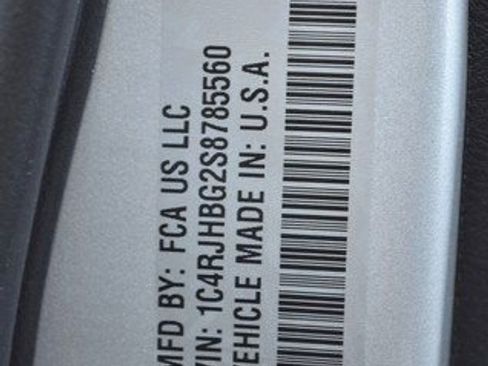 MFD BY: FCA US LLC
VIN: 1C4RJHBG2S8785560
VEHICLE MADE IN: U.S.A.